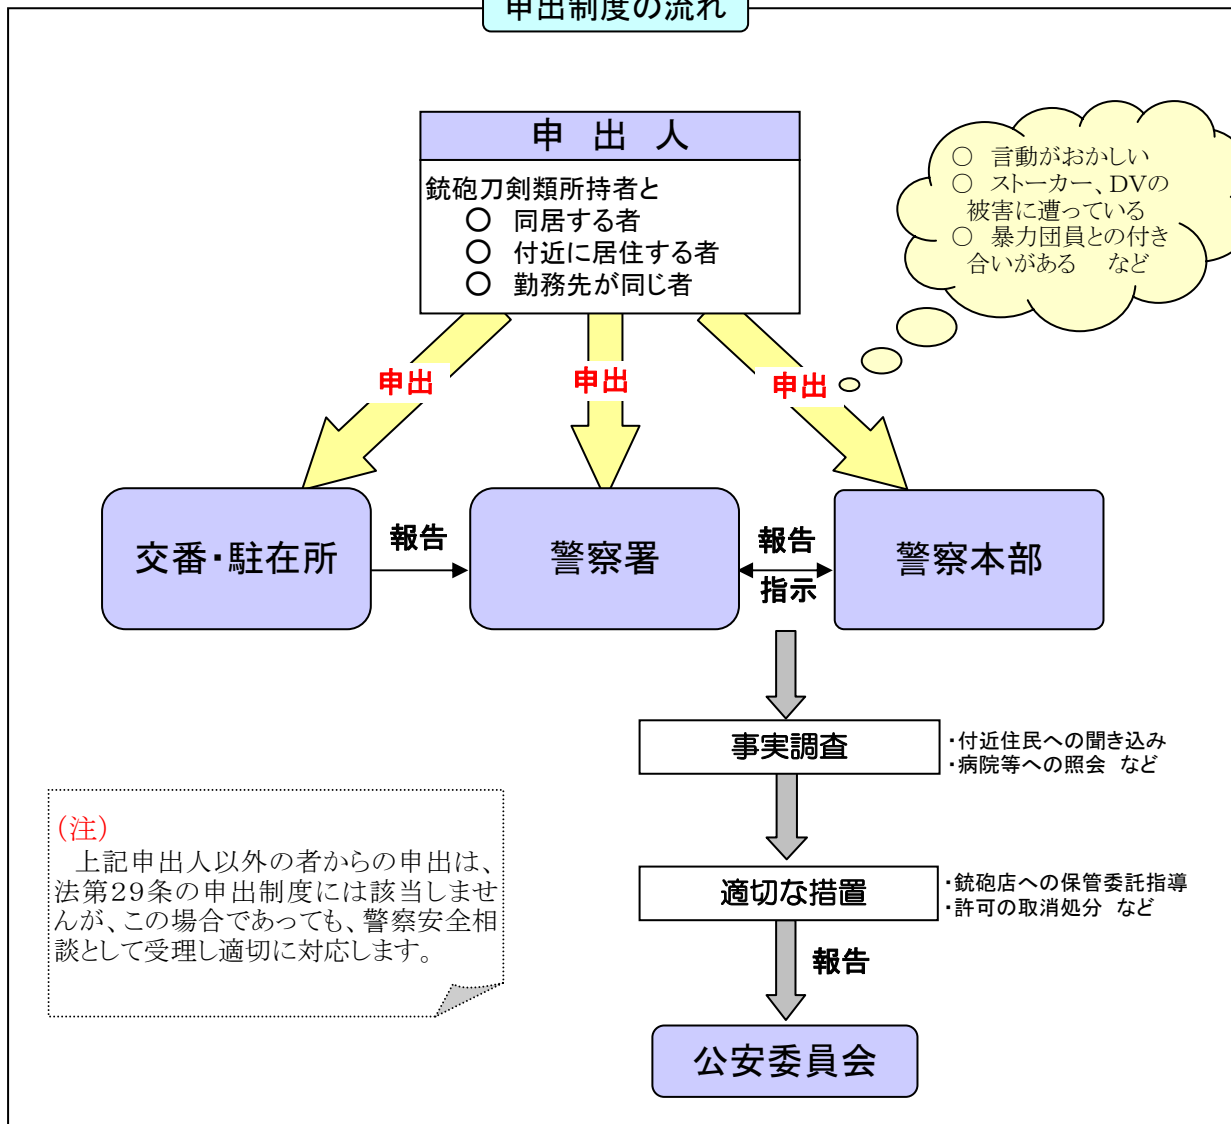 申出制度の流れ
申 出 人
銃砲刀剣類所持者と
○ 同居する者
○ 付近に居住する者
○ 勤務先が同じ者
○ 言動がおかしい
○ ストーカー、DVの
被害に遭っている
○ 暴力団員との付き
合いがある など
申出
申出
申出
交番・駐在所
報告
警察署
報告
指示
警察本部
事実調査
・付近住民への聞き込み
・病院等への照会 など
適切な措置
・銃砲店への保管委託指導
・許可の取消処分 など
報告
公安委員会
(注)
上記申出人以外の者からの申出は、
法第29条の申出制度には該当しませ
んが、この場合であっても、警察安全相
談として受理し適切に対応します。